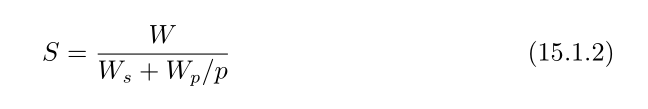 S = W / (W_s + W_p/p) (15.1.2)